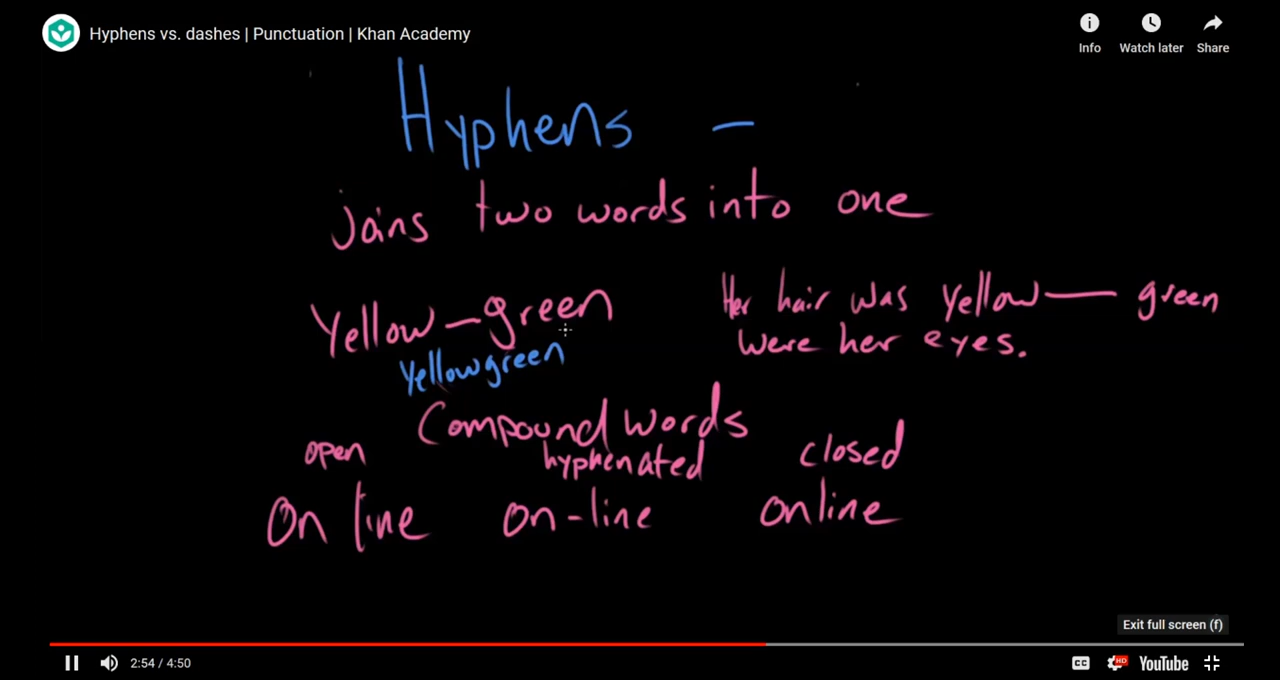 Hyphens vs. dashes | Punctuation | Khan Academy
Info
Watch later
Share
Hyphens -
joins two words into one
Yellow-green
Her hair was yellow— green
were her eyes.
Yellowgreen
Compound words
open
hyphenated
closed
On line
on-line
online
Exit full screen (f)
2:54 / 4:50
CC
HD
YouTube